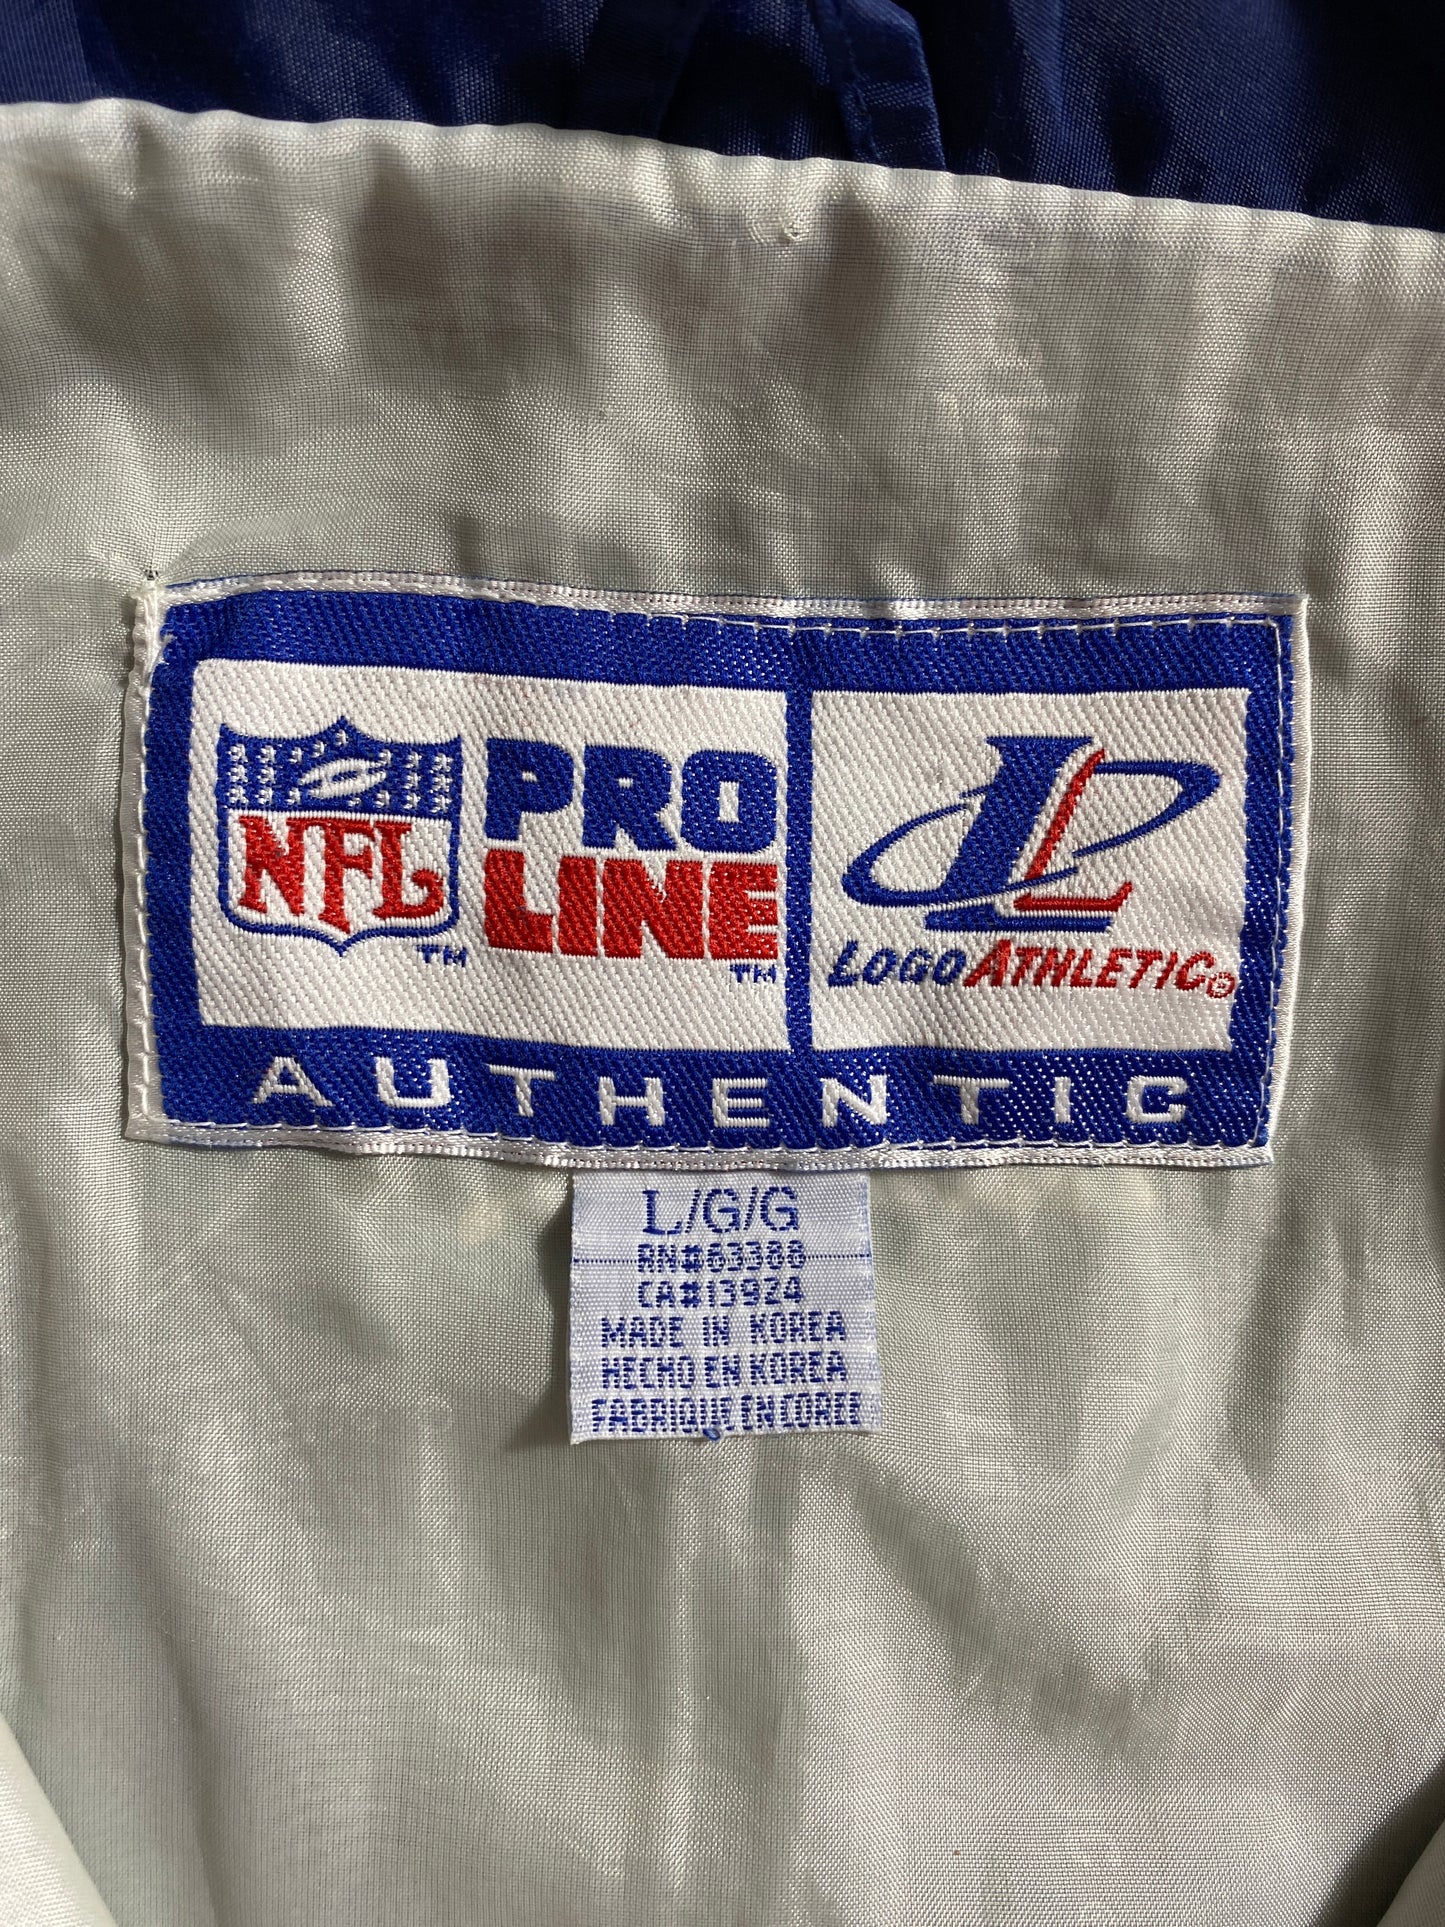 NFL
TM
PRO
LINE
TM
L
LOGO ATHLETIC®
AUTHENTIC
L/G/G
RN#63388
CA#13924
MADE IN KOREA
HECHO EN KOREA
FABRIQUE EN COREE